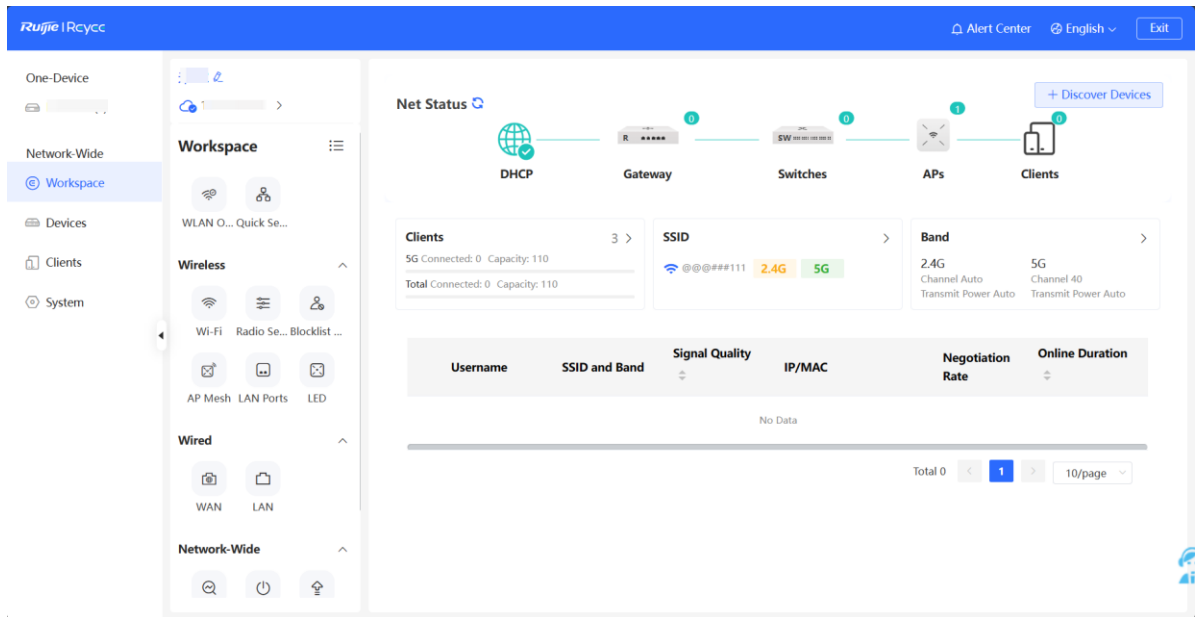 Ruijie | Rcycc
Alert Center
English
Exit
One-Device
Network-Wide
Workspace
Devices
Clients
System
Workspace
WLAN O... Quick Se...
Wireless
Wi-Fi Radio Se... Blocklist ...
AP Mesh LAN Ports LED
Wired
WAN LAN
Network-Wide
Net Status
+ Discover Devices
0 0 1 0
R SW
DHCP Gateway Switches APs Clients
Clients 3
5G Connected: 0 Capacity: 110
Total Connected: 0 Capacity: 110
SSID
@@@###111 2.4G 5G
Band
2.4G 5G
Channel Auto Channel 40
Transmit Power Auto Transmit Power Auto
Username SSID and Band Signal Quality IP/MAC Negotiation Rate Online Duration
No Data
Total 0 1 10/page